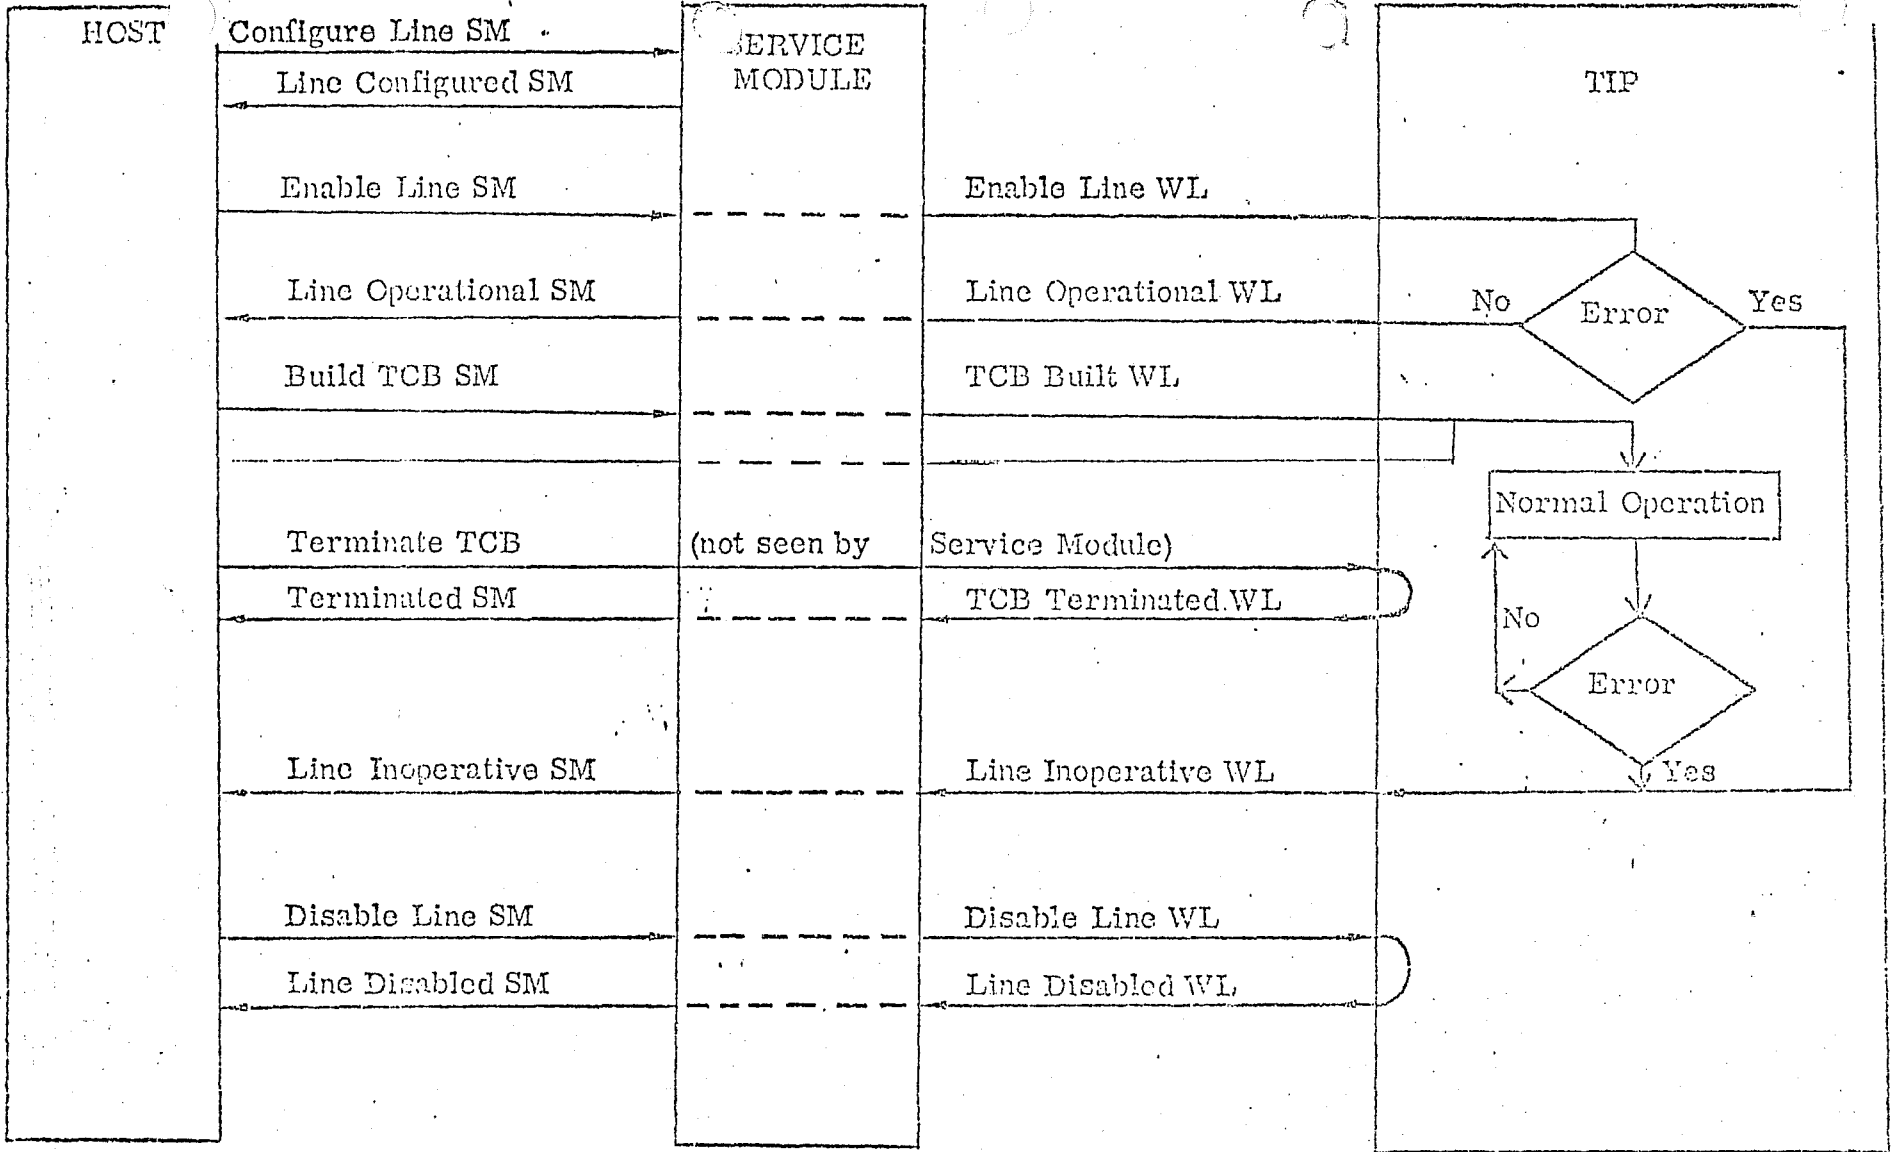 HOST
Configure Line SM
SERVICE
MODULE
TIP
Line Configured SM
Enable Line SM
Enable Line WL
Line Operational SM
Line Operational WL
No
Error
Yes
Build TCB SM
TCB Built WL
Normal Operation
Terminate TCB
(not seen by
Service Module)
Terminated SM
TCB Terminated WL
No
Error
Line Inoperative SM
Line Inoperative WL
Yes
Disable Line SM
Disable Line WL
Line Disabled SM
Line Disabled WL